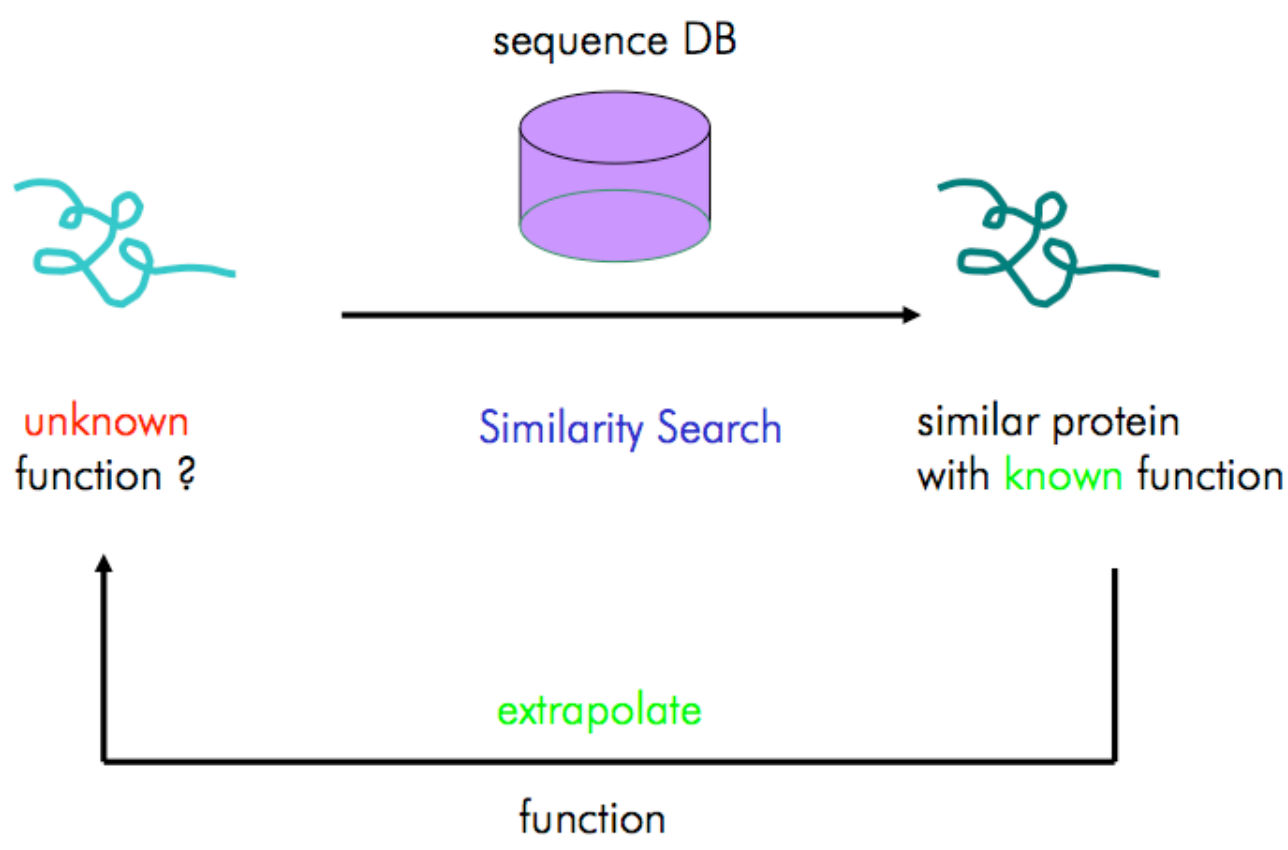 sequence DB
unknown
function ?
Similarity Search
similar protein
with known function
extrapolate
function